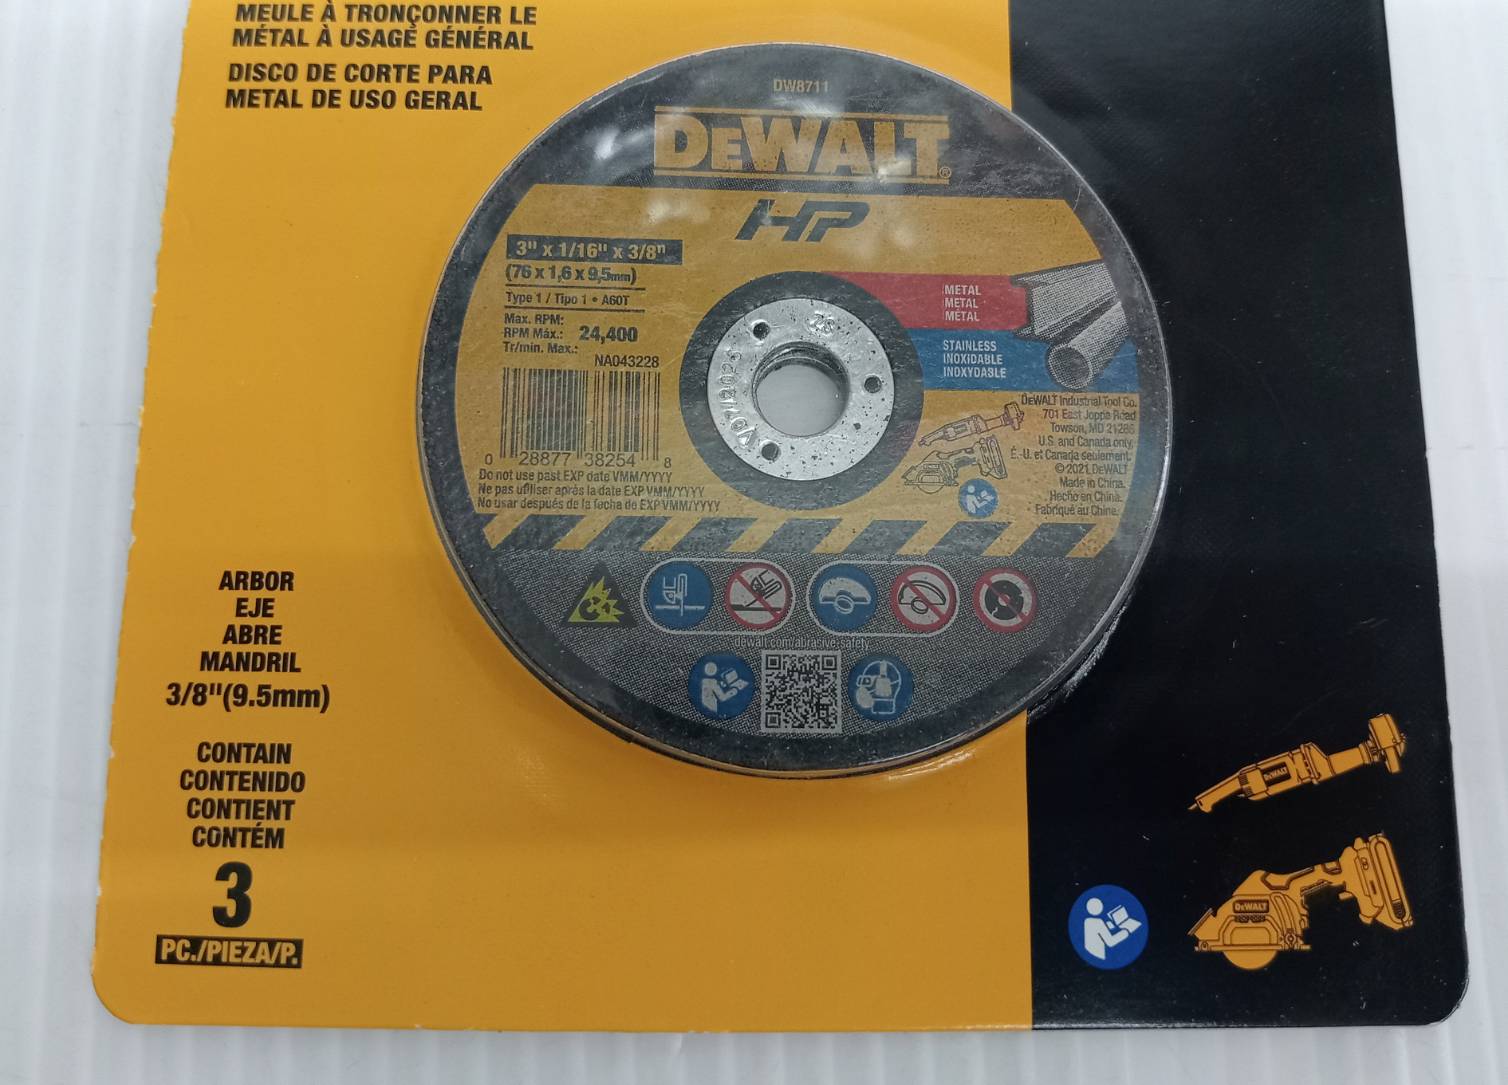 MEULE À TRONÇONNER LE
MÉTAL À USAGE GÉNÉRAL
DISCO DE CORTE PARA
METAL DE USO GERAL
DW8711
DEWALT®
HP
3" x 1/16" x 3/8"
(76 x 1,6 x 9,5mm)
Type 1 / Tipo 1 • A60T
Max. RPM:
RPM Máx.: 24,400
Tr/min. Max.:
NA043228
0 28877 38254 8
Do not use past EXP date VMM/YYYY
Ne pas utiliser après la date EXP VMM/YYYY
No usar después de la fecha de EXP VMM/YYYY
METAL
METAL
MÉTAL
STAINLESS
INOXIDABLE
INOXYDABLE
DEWALT Industrial Tool Co.
701 East Joppa Road
Towson, MD 21286
U.S. and Canada only.
É.-U. et Canada seulement.
© 2021 DEWALT
Made in China.
Hecho en China.
Fabriqué au Chine.
dewalt.com/abrasive-safety
ARBOR
EJE
ABRE
MANDRIL
3/8"(9.5mm)
CONTAIN
CONTENIDO
CONTIENT
CONTÉM
3
PC./PIEZA/P.
DEWALT
DEWALT